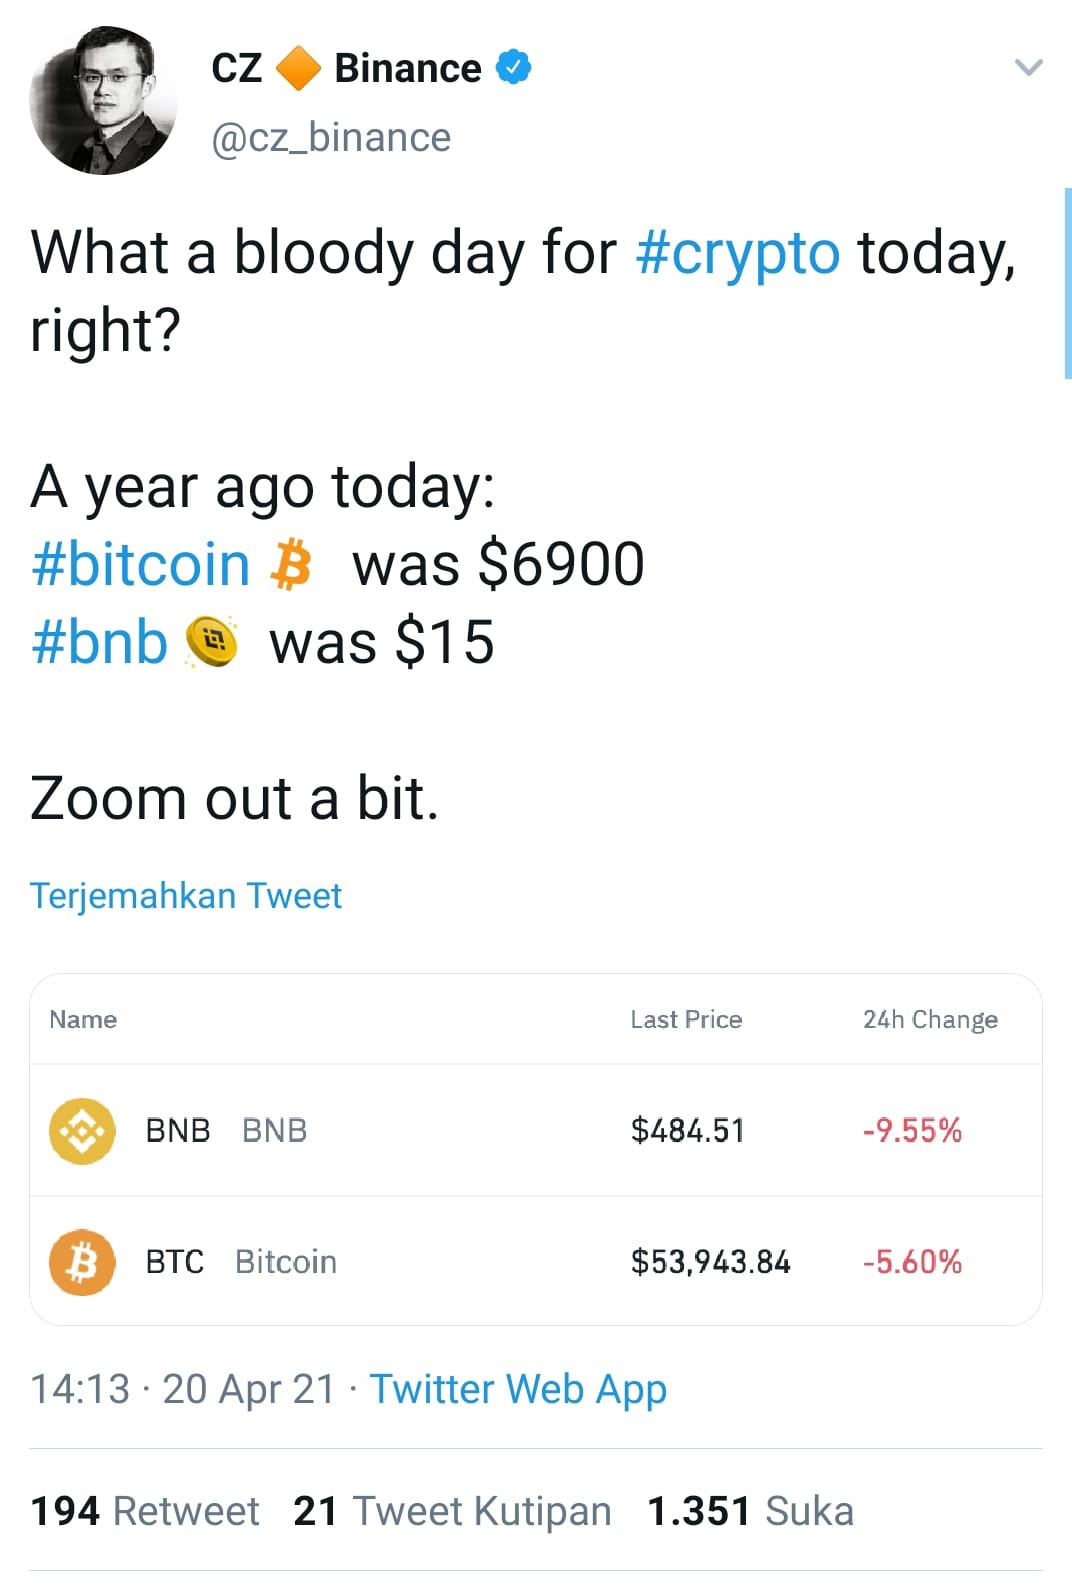 CZ 🔶 Binance
@cz_binance
What a bloody day for #crypto today,
right?
A year ago today:
#bitcoin was $6900
#bnb was $15
Zoom out a bit.
Terjemahkan Tweet
Name Last Price 24h Change
BNB BNB $484.51 -9.55%
BTC Bitcoin $53,943.84 -5.60%
14:13 · 20 Apr 21 · Twitter Web App
194 Retweet 21 Tweet Kutipan 1.351 Suka